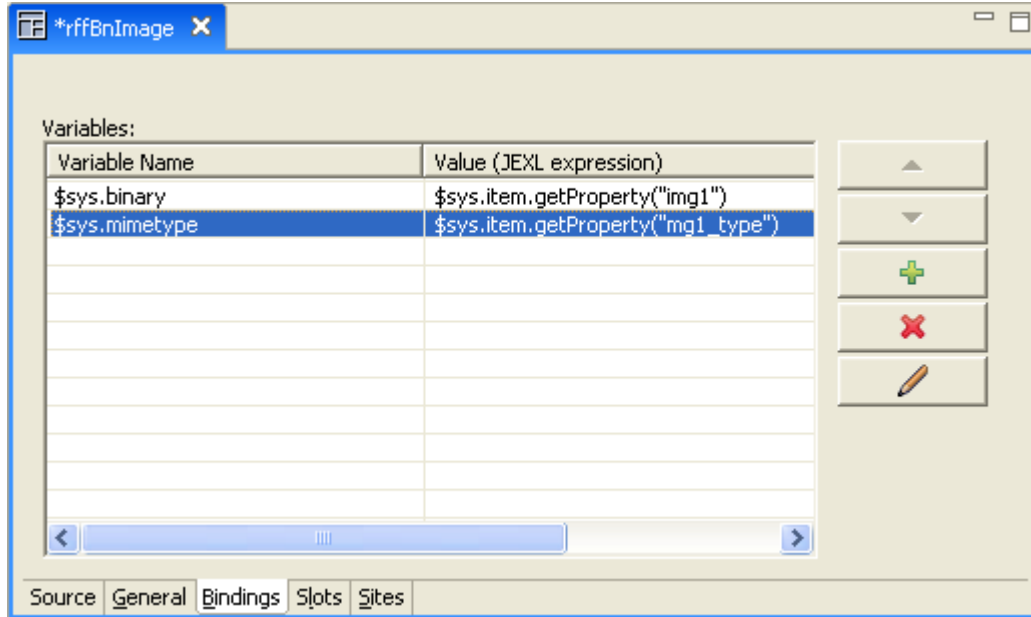 *rffBnImage
Variables:
Variable Name Value (JEXL expression)
$sys.binary $sys.item.getProperty("img1")
$sys.mimetype $sys.item.getProperty("mg1_type")
Source General Bindings Slots Sites